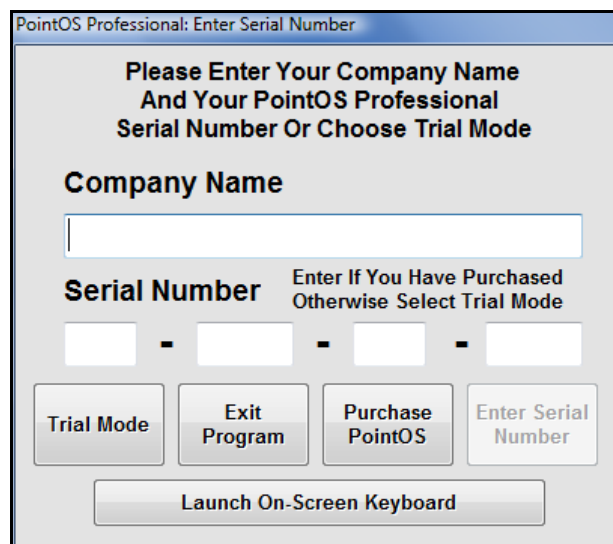 PointOS Professional: Enter Serial Number
Please Enter Your Company Name
And Your PointOS Professional
Serial Number Or Choose Trial Mode
Company Name
Serial Number
Enter If You Have Purchased
Otherwise Select Trial Mode
- - -
Trial Mode
Exit
Program
Purchase
PointOS
Enter Serial
Number
Launch On-Screen Keyboard